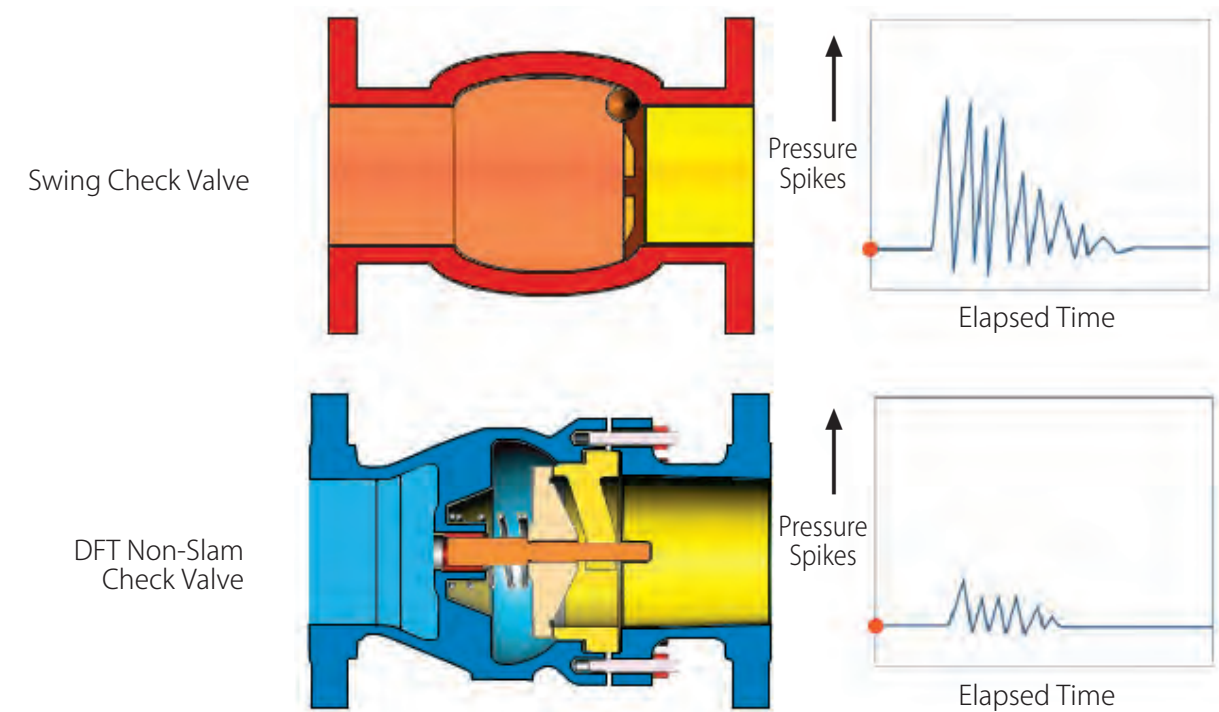 Swing Check Valve
Pressure
Spikes
Elapsed Time
DFT Non-Slam
Check Valve
Pressure
Spikes
Elapsed Time